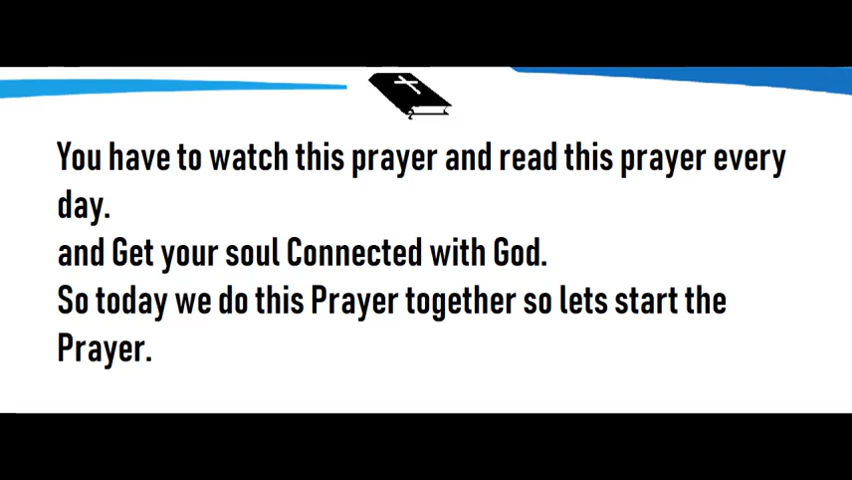 You have to watch this prayer and read this prayer every
day.
and Get your soul Connected with God.
So today we do this Prayer together so lets start the
Prayer.